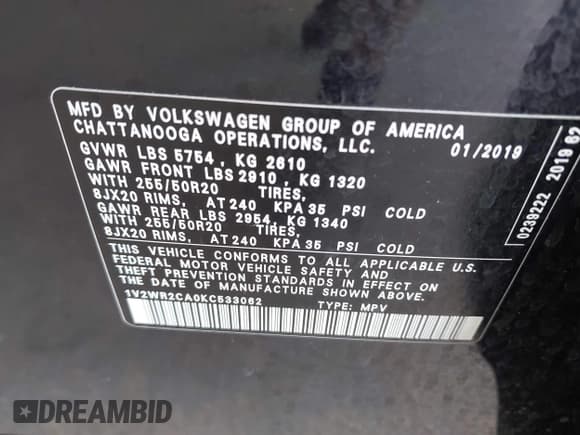 MFD BY VOLKSWAGEN GROUP OF AMERICA
CHATTANOOGA OPERATIONS, LLC. 01/2019
GVWR LBS 5754 , KG 2610
GAWR FRONT LBS 2910 , KG 1320
WITH 255/50R20 TIRES,
8JX20 RIMS, AT 240 KPA 35 PSI COLD
GAWR REAR LBS 2954, KG 1340
WITH 255/50R20 TIRES,
8JX20 RIMS, AT 240 KPA 35 PSI COLD
THIS VEHICLE CONFORMS TO ALL APPLICABLE U.S.
FEDERAL MOTOR VEHICLE SAFETY AND
THEFT PREVENTION STANDARDS IN EFFECT ON
THE DATE OF MANUFACTURE SHOWN ABOVE.
1V2WR2CA0KC533062 TYPE: MPV
0239222 2019 62
DREAMBID